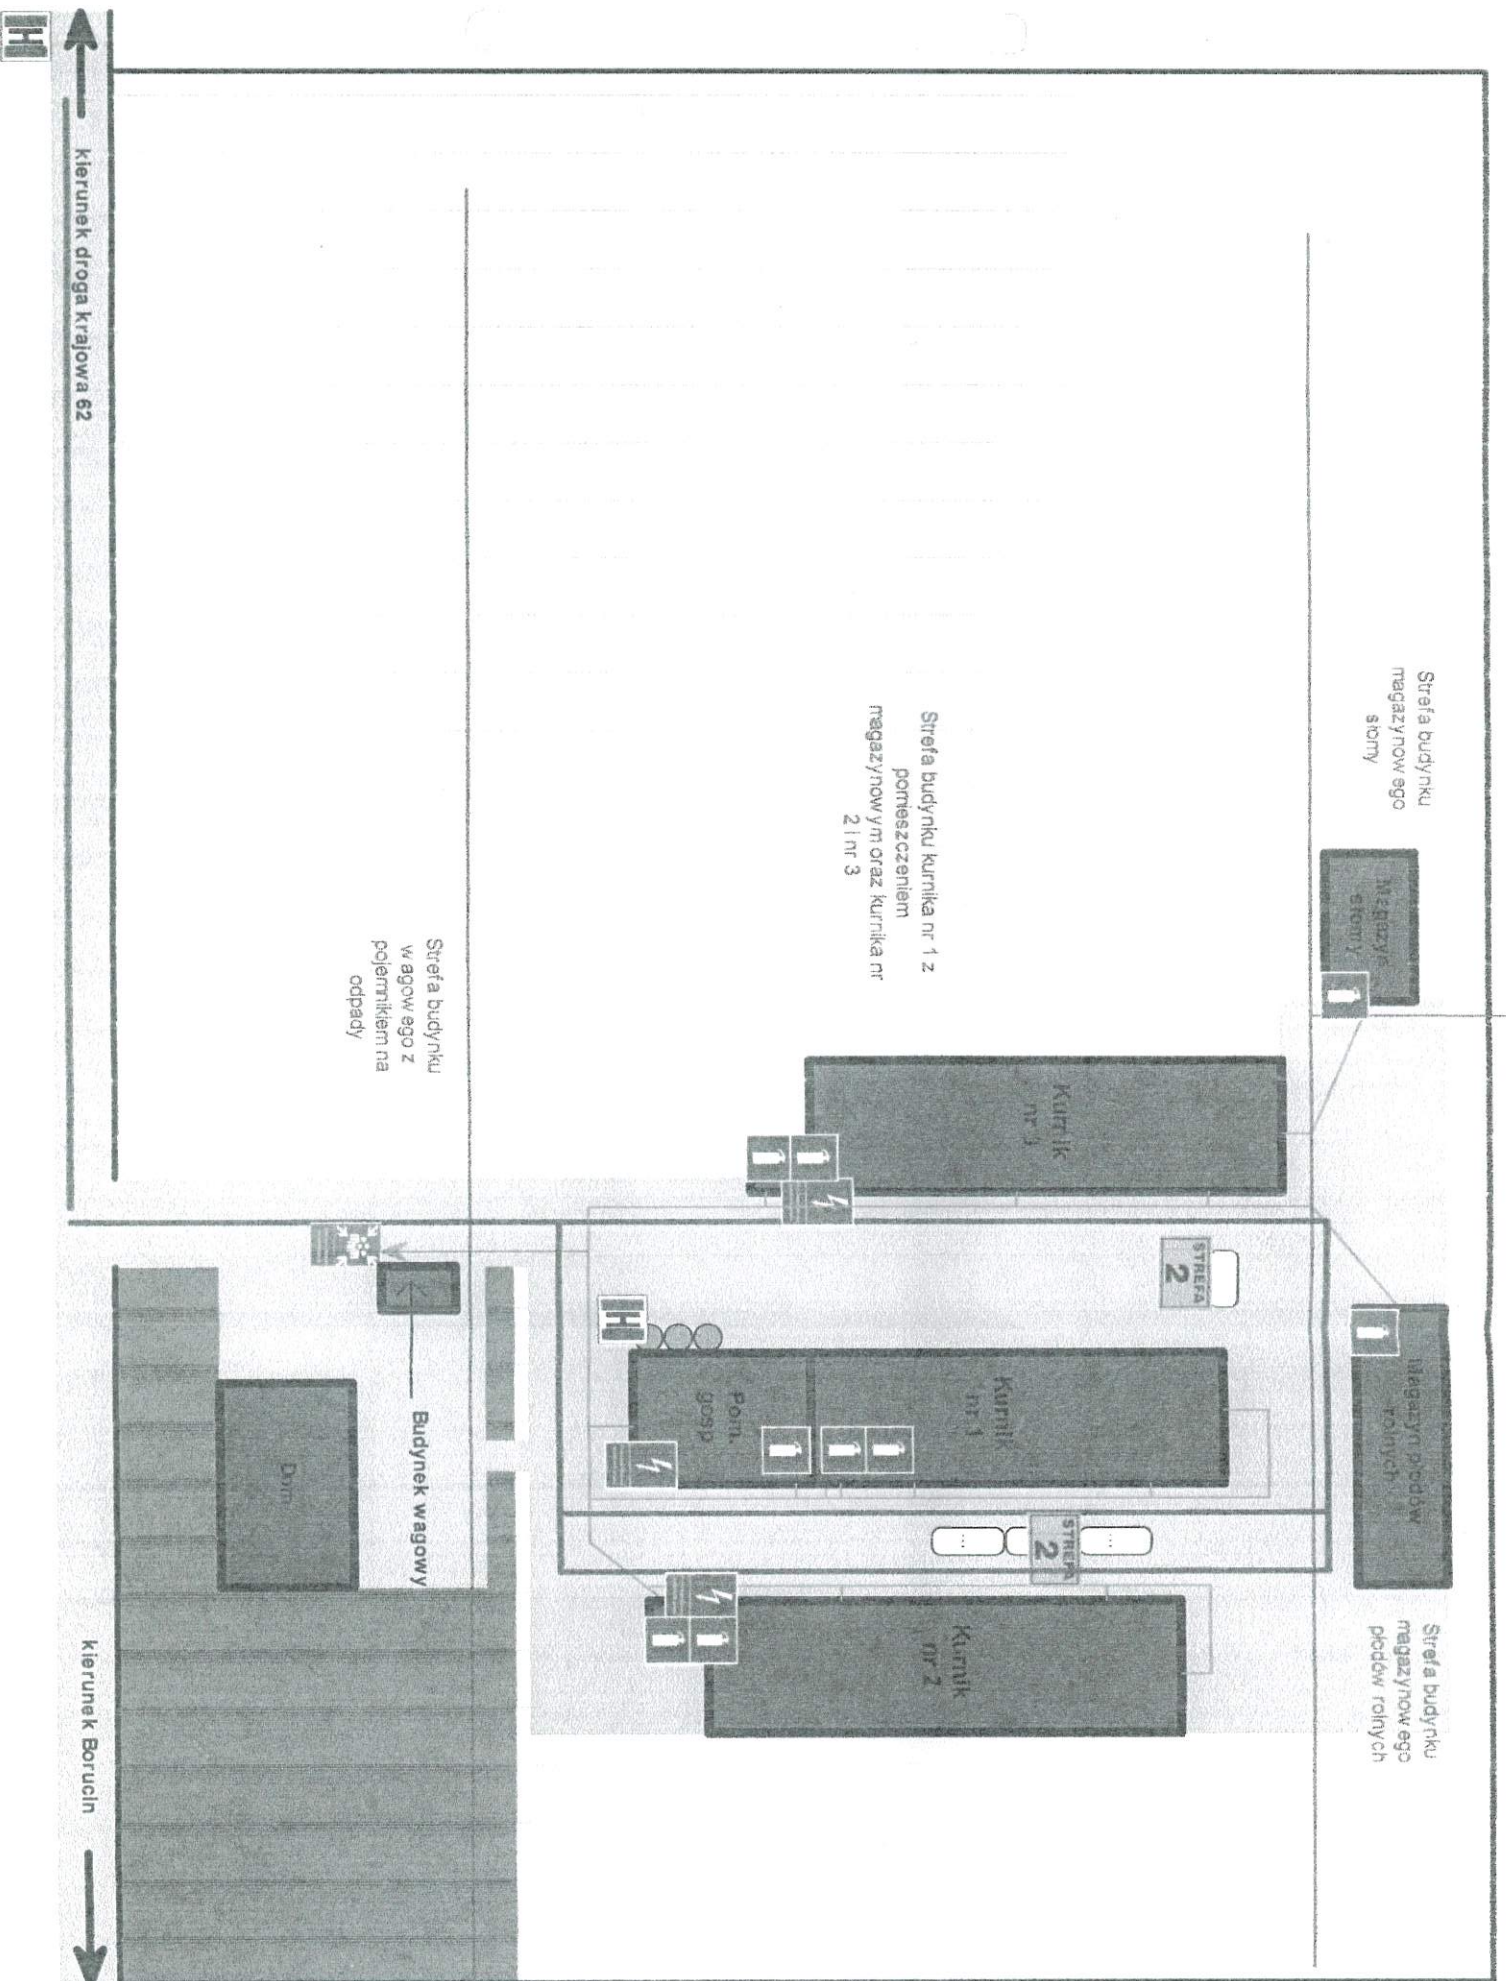 Strefa budynku
magazynowego
słomy
Magazyn
słomy
Strefa budynku kurnika nr 1 z
pomieszczeniem
magazynowym oraz kurnika nr
2 i nr 3
Kurnik
nr 3
STREFA
2
Magazyn płodów
rolnych
Strefa budynku
magazynowego
płodów rolnych
Kurnik
nr 1
Pom.
gosp
H
STREFA
2
Kurnik
nr 2
Strefa budynku
wagowego z
pojemnikiem na
odpady
Budynek wagowy
Dom
H
kierunek droga krajowa 62
kierunek Borucin